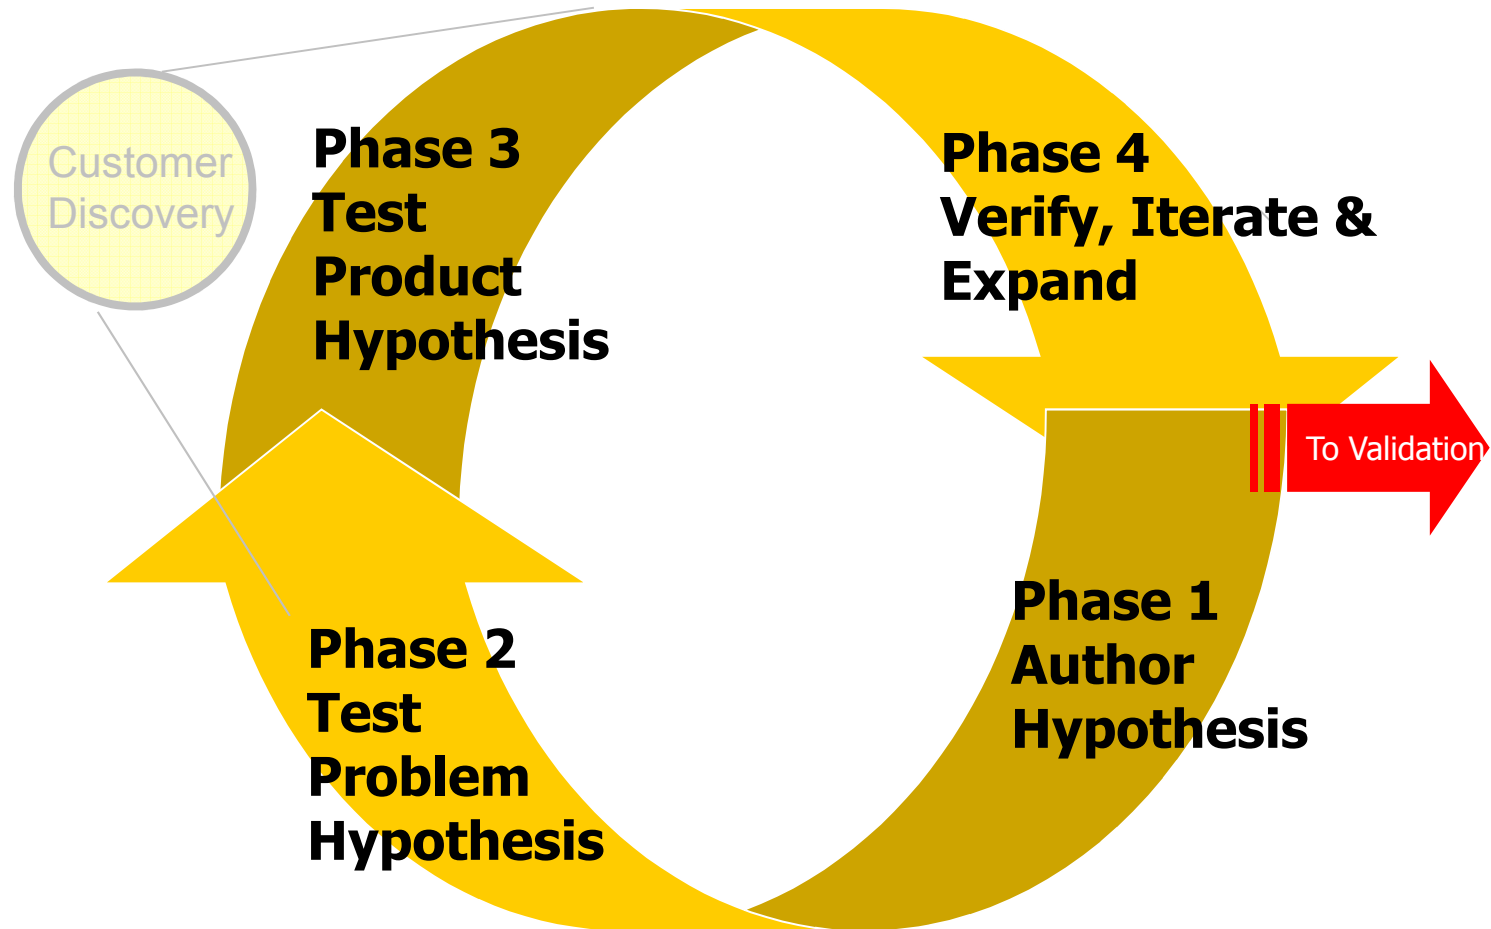 Customer
Discovery
Phase 3
Test
Product
Hypothesis
Phase 4
Verify, Iterate &
Expand
To Validation
Phase 2
Test
Problem
Hypothesis
Phase 1
Author
Hypothesis